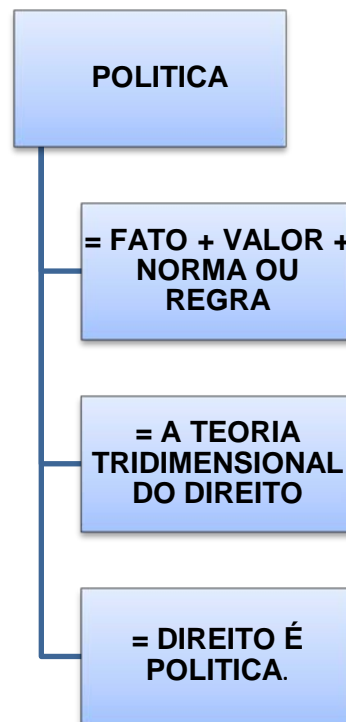 POLITICA
= FATO + VALOR +
NORMA OU
REGRA
= A TEORIA
TRIDIMENSIONAL
DO DIREITO
= DIREITO É
POLITICA.